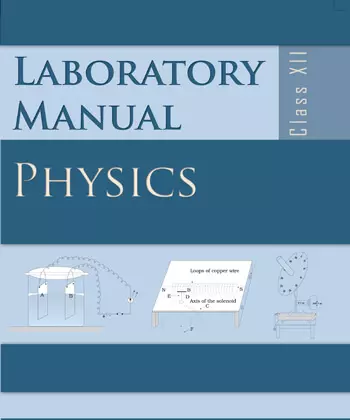 LABORATORY
MANUAL
Class XII
PHYSICS
A
B
Loops of copper wire
N
B
S
E
D
Axis of the solenoid
C
P